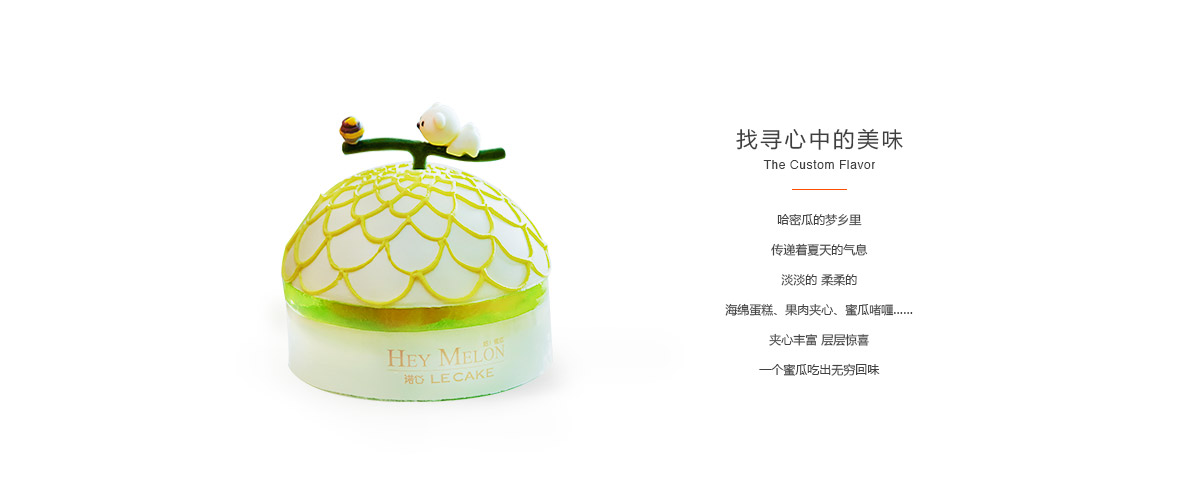 找寻心中的美味
The Custom Flavor
哈密瓜的梦乡里
传递着夏天的气息
淡淡的 柔柔的
海绵蛋糕、果肉夹心、蜜瓜啫喱......
夹心丰富 层层惊喜
一个蜜瓜吃出无穷回味
HEY MELON
LECAKE